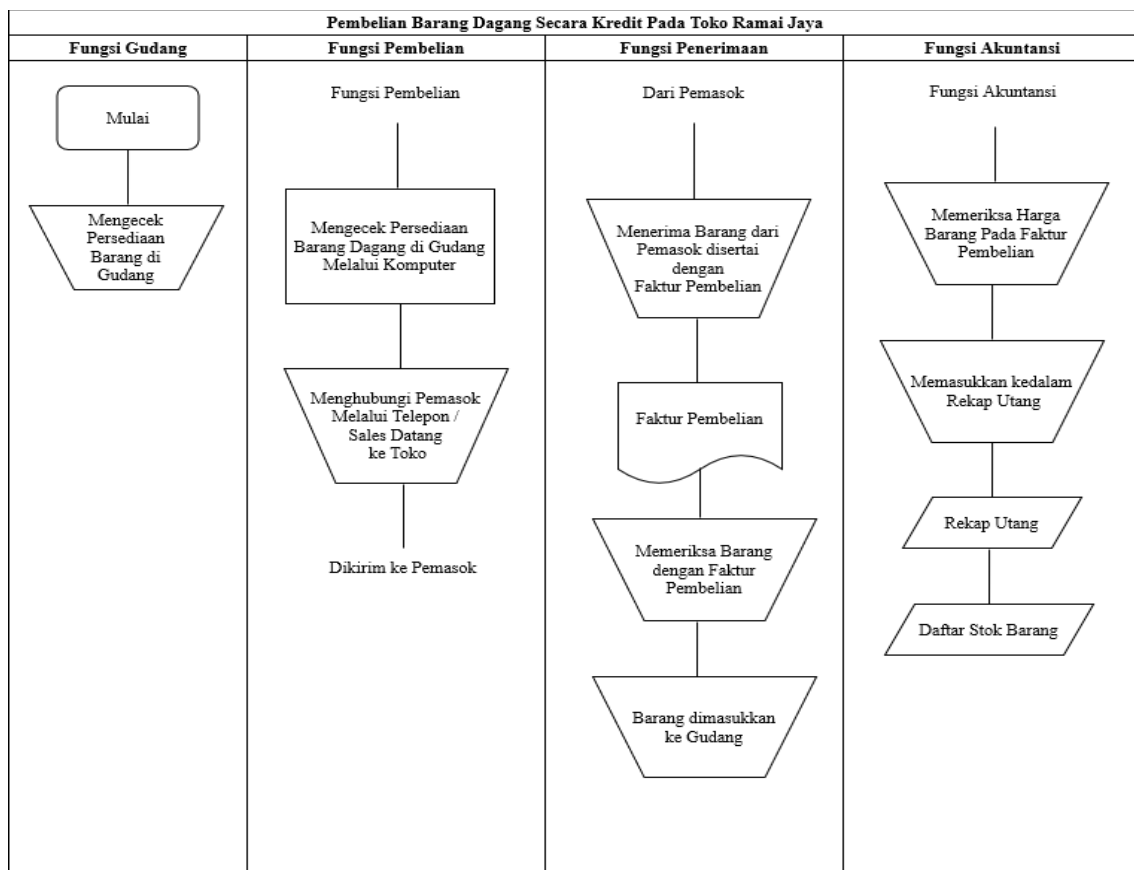 Pembelian Barang Dagang Secara Kredit Pada Toko Ramai Jaya
Fungsi Gudang
Fungsi Pembelian
Fungsi Penerimaan
Fungsi Akuntansi
Mulai
Mengecek
Persediaan
Barang di
Gudang
Fungsi Pembelian
Mengecek Persediaan
Barang Dagang di Gudang
Melalui Komputer
Menghubungi Pemasok
Melalui Telepon /
Sales Datang
ke Toko
Dikirim ke Pemasok
Dari Pemasok
Menerima Barang dari
Pemasok disertai
dengan
Faktur Pembelian
Faktur Pembelian
Memeriksa Barang
dengan Faktur
Pembelian
Barang dimasukkan
ke Gudang
Fungsi Akuntansi
Memeriksa Harga
Barang Pada Faktur
Pembelian
Memasukkan kedalam
Rekap Utang
Rekap Utang
Daftar Stok Barang